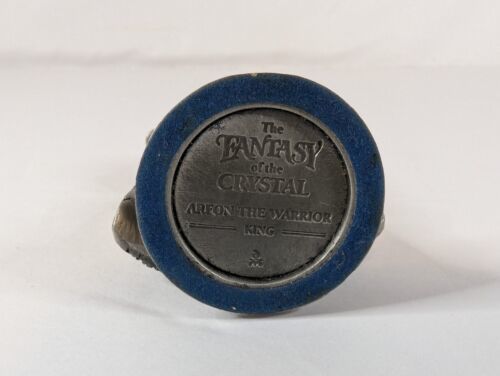 The
FANTASY
of the
CRYSTAL
ARFON THE WARRIOR
KING